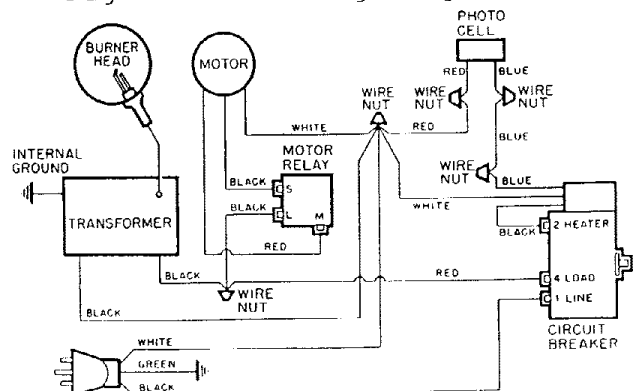 PHOTO
CELL
BURNER
HEAD
MOTOR
RED
BLUE
WIRE
NUT
WIRE
NUT
WIRE
NUT
WHITE
RED
BLUE
INTERNAL
GROUND
MOTOR
RELAY
WIRE
NUT
BLUE
BLACK
S
WHITE
BLACK
L
M
BLACK
2 HEATER
TRANSFORMER
RED
BLACK
RED
4 LOAD
WIRE
NUT
1 LINE
BLACK
CIRCUIT
BREAKER
WHITE
GREEN
BLACK